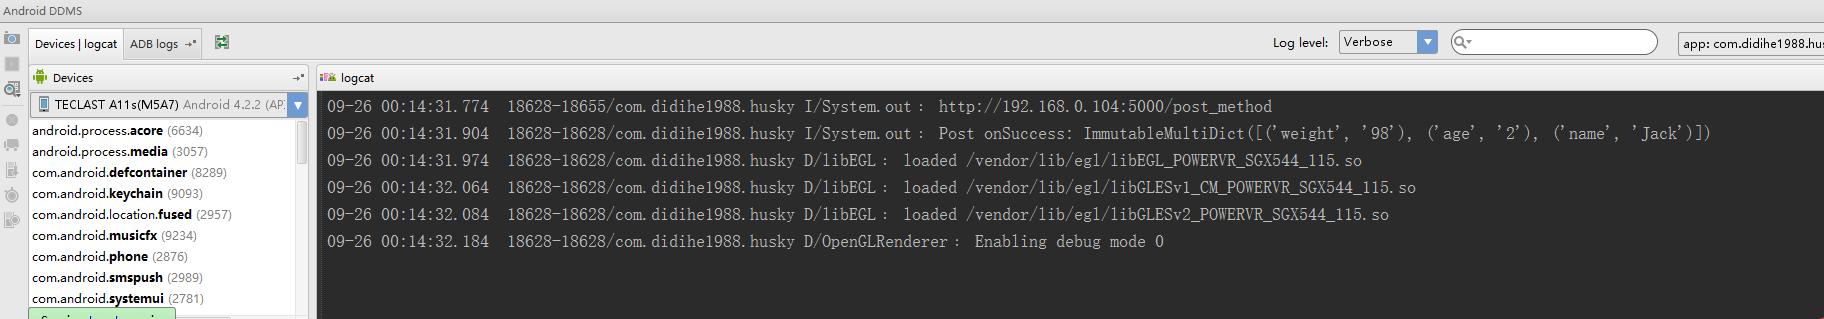 Android DDMS
Devices | logcat ADB logs
Log level: Verbose
app: com.didihe1988.hus
Devices
logcat
TECLAST A11s(M5A7) Android 4.2.2 (AP
android.process.acore (6634)
android.process.media (3057)
com.android.defcontainer (8289)
com.android.keychain (9093)
com.android.location.fused (2957)
com.android.musicfx (9234)
com.android.phone (2876)
com.android.smspush (2989)
com.android.systemui (2781)
09-26 00:14:31.774 18628-18655/com.didihe1988.husky I/System.out: http://192.168.0.104:5000/post_method
09-26 00:14:31.904 18628-18628/com.didihe1988.husky I/System.out: Post onSuccess: ImmutableMultiDict([('weight', '98'), ('age', '2'), ('name', 'Jack')])
09-26 00:14:31.974 18628-18628/com.didihe1988.husky D/libEGL: loaded /vendor/lib/egl/libEGL_POWERVR_SGX544_115.so
09-26 00:14:32.064 18628-18628/com.didihe1988.husky D/libEGL: loaded /vendor/lib/egl/libGLESv1_CM_POWERVR_SGX544_115.so
09-26 00:14:32.084 18628-18628/com.didihe1988.husky D/libEGL: loaded /vendor/lib/egl/libGLESv2_POWERVR_SGX544_115.so
09-26 00:14:32.184 18628-18628/com.didihe1988.husky D/OpenGLRenderer: Enabling debug mode 0